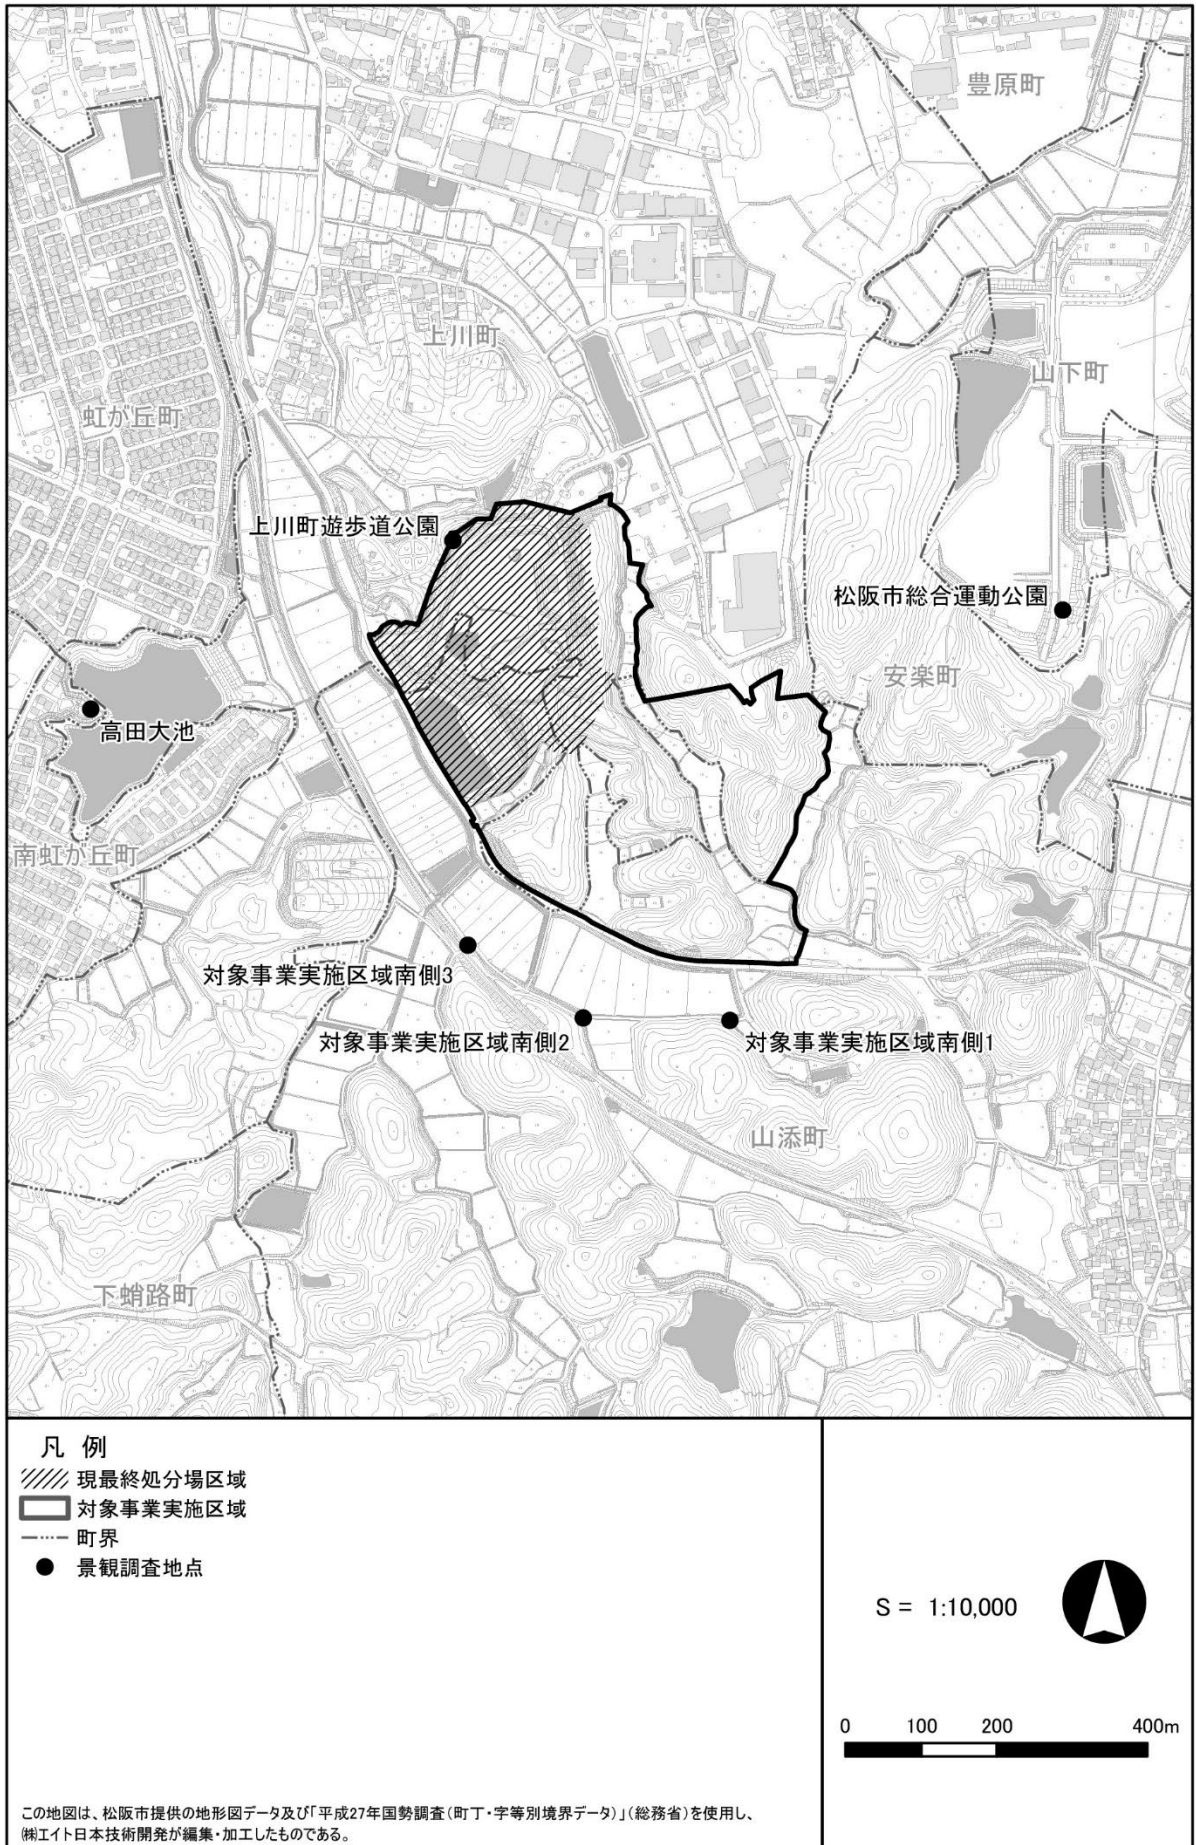 豊原町
上川町
山下町
虹が丘町
上川町遊歩道公園
松阪市総合運動公園
安楽町
高田大池
南虹が丘町
対象事業実施区域南側3
対象事業実施区域南側2
対象事業実施区域南側1
山添町
下蛸路町
凡 例
現最終処分場区域
対象事業実施区域
町界
景観調査地点
S = 1:10,000
0 100 200 400m
この地図は、松阪市提供の地形図データ及び「平成27年国勢調査(町丁・字等別境界データ)」(総務省)を使用し、
㈱エイト日本技術開発が編集・加工したものである。